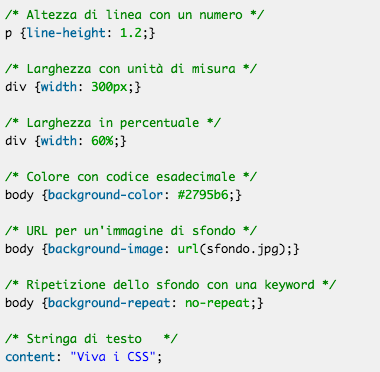 /* Altezza di linea con un numero */
p {line-height: 1.2;}
/* Larghezza con unità di misura */
div {width: 300px;}
/* Larghezza in percentuale */
div {width: 60%;}
/* Colore con codice esadecimale */
body {background-color: #2795b6;}
/* URL per un'immagine di sfondo */
body {background-image: url(sfondo.jpg);}
/* Ripetizione dello sfondo con una keyword */
body {background-repeat: no-repeat;}
/* Stringa di testo   */
content: "Viva i CSS";